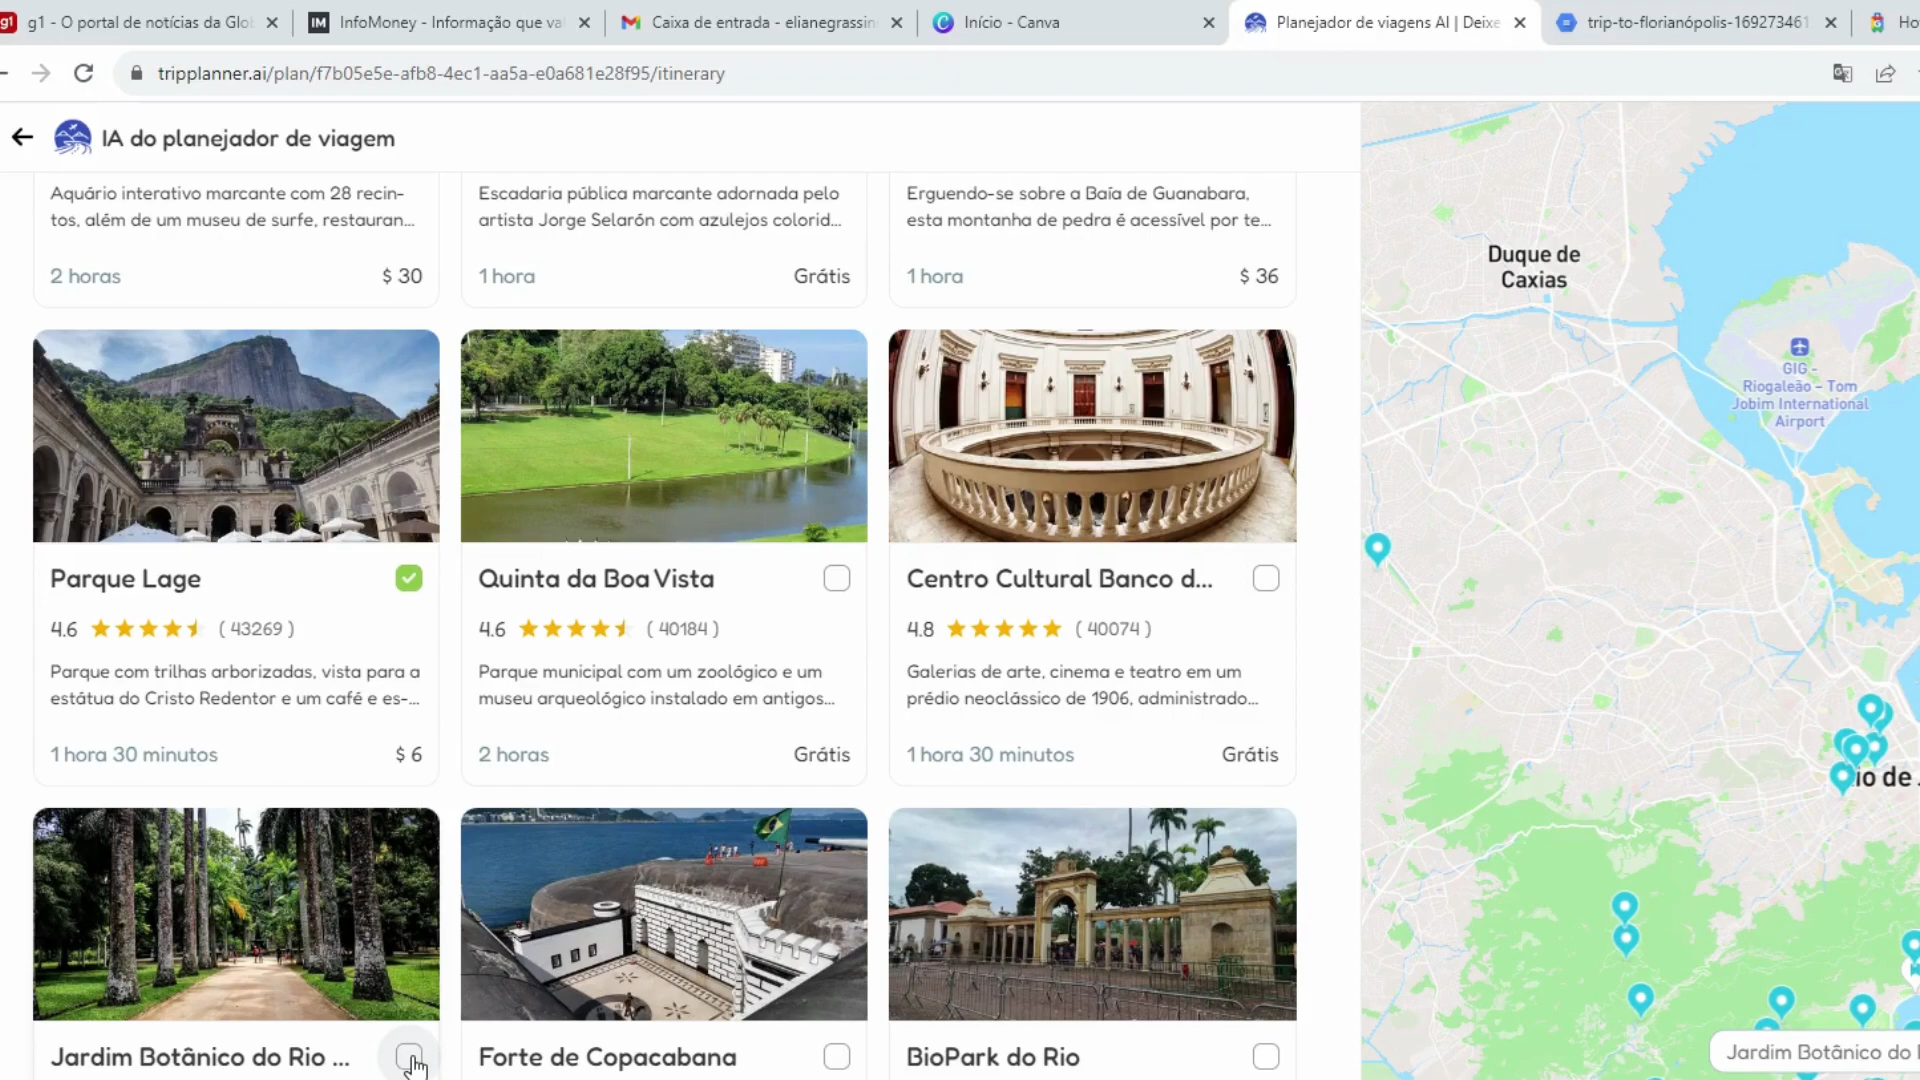 g1 - O portal de notícias da Glo
InfoMoney - Informação que va
Caixa de entrada - elianegrassin
Início - Canva
Planejador de viagens AI | Deixe
trip-to-florianópolis-169273461
Ho
tripplanner.ai/plan/f7b05e5e-afb8-4ec1-aa5a-e0a681e28f95/itinerary
IA do planejador de viagem
Aquário interativo marcante com 28 recin-
tos, além de um museu de surfe, restauran...
2 horas
$ 30
Escadaria pública marcante adornada pelo
artista Jorge Selarón com azulejos colorid...
1 hora
Grátis
Erguendo-se sobre a Baía de Guanabara,
esta montanha de pedra é acessível por te...
1 hora
$ 36
Parque Lage
4.6
( 43269 )
Parque com trilhas arborizadas, vista para a
estátua do Cristo Redentor e um café e es-...
1 hora 30 minutos
$ 6
Quinta da Boa Vista
4.6
( 40184 )
Parque municipal com um zoológico e um
museu arqueológico instalado em antigos...
2 horas
Grátis
Centro Cultural Banco d...
4.8
( 40074 )
Galerias de arte, cinema e teatro em um
prédio neoclássico de 1906, administrado...
1 hora 30 minutos
Grátis
Jardim Botânico do Rio ...
Forte de Copacabana
BioPark do Rio
Duque de
Caxias
GIG -
Riogaleão - Tom
Jobim International
Airport
io de
Jardim Botânico do